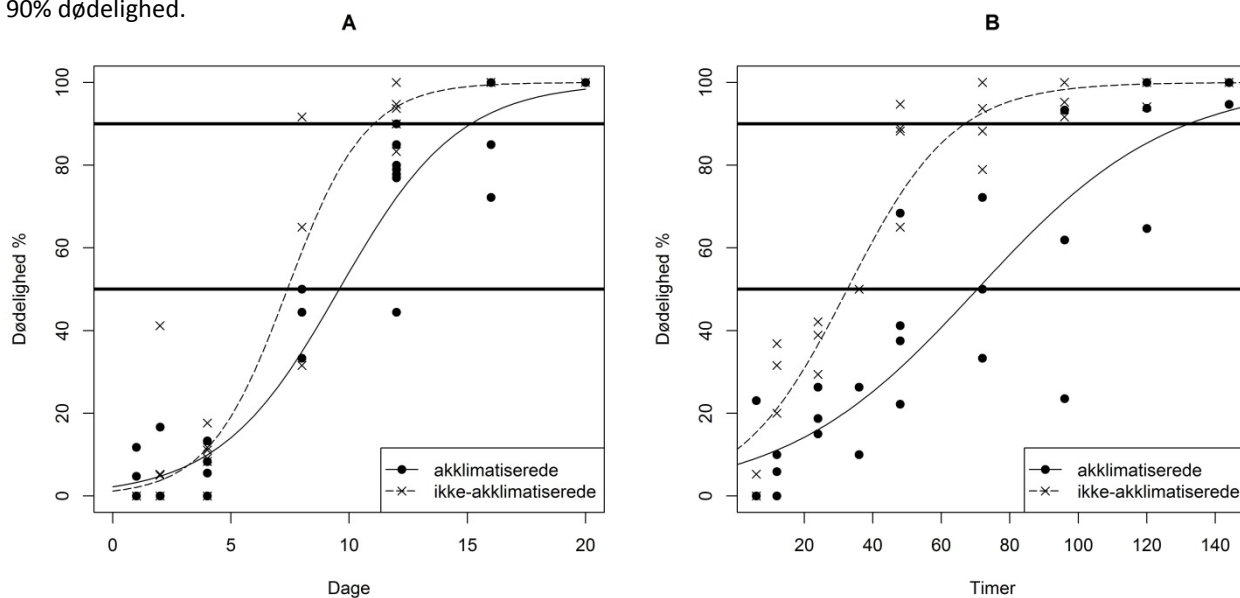 90% dødelighed.
A
Dødelighed %
100
80
60
40
20
0
akklimatiserede
ikke-akklimatiserede
0 5 10 15 20
Dage
B
Dødelighed %
100
80
60
40
20
0
akklimatiserede
ikke-akklimatiserede
20 40 60 80 100 120 140
Timer